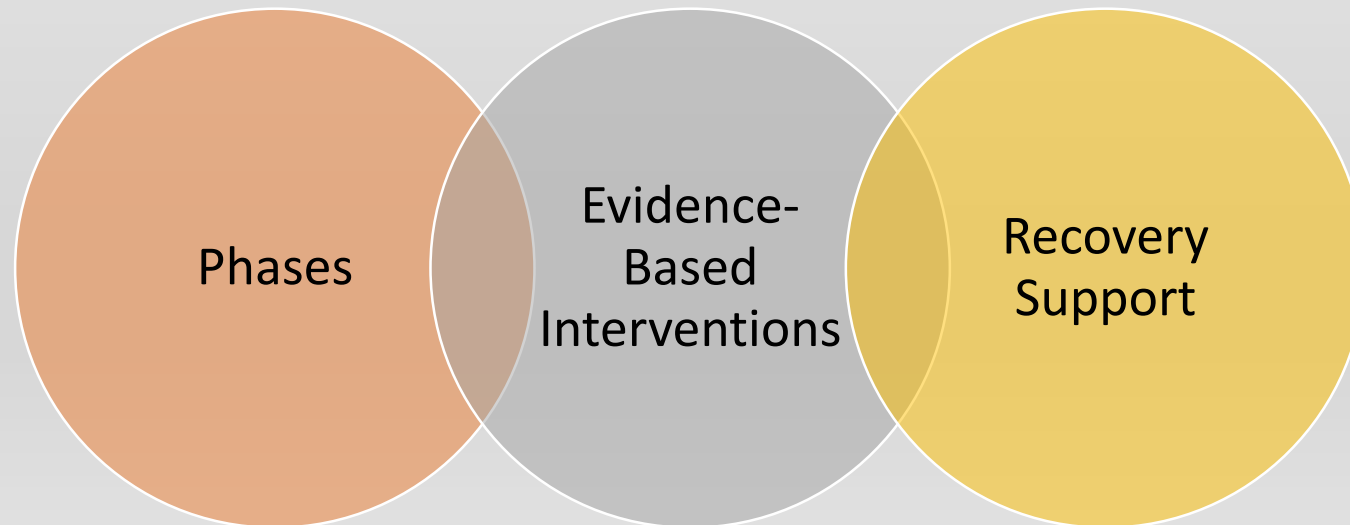 Phases
Evidence-
Based
Interventions
Recovery
Support